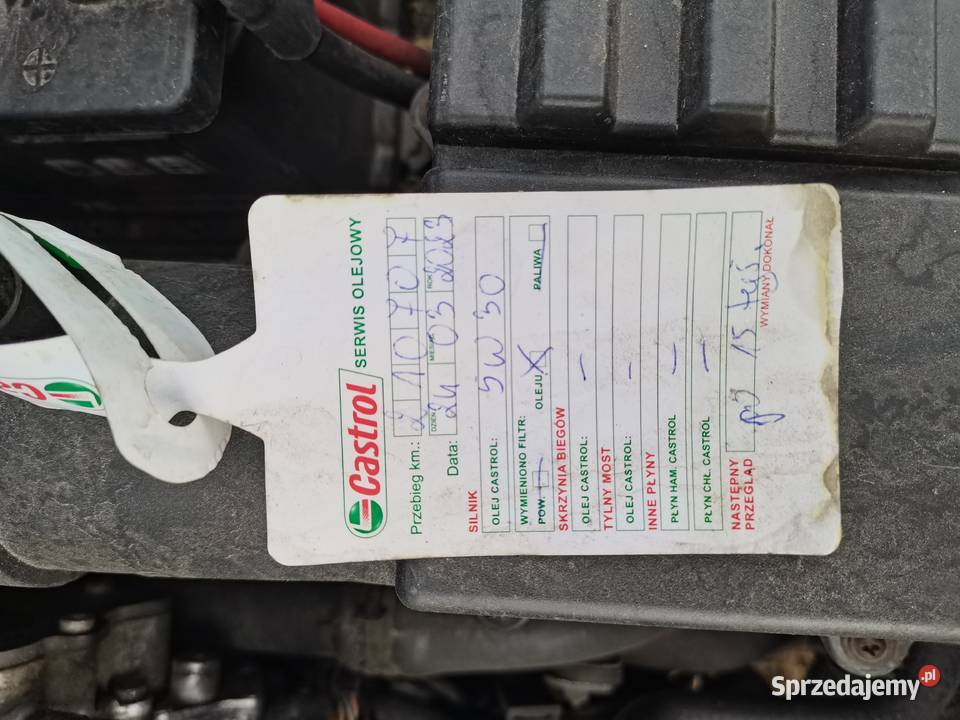 Castrol SERWIS OLEJOWY
Przebieg km.: 210707
DZIEŃ MIESIĄC ROK
Data: 24 03 2023
SILNIK
OLEJ CASTROL: 5W30
WYMIENIONO FILTR:
POW. OLEJU X PALIWA
SKRZYNIA BIEGÓW
OLEJ CASTROL: -
TYLNY MOST
OLEJ CASTROL: -
INNE PŁYNY
PŁYN HAM. CASTROL -
PŁYN CHŁ. CASTROL -
NASTĘPNY
PRZEGLĄD 15
WYMIANY DOKONAŁ
Sprzedajemy.pl